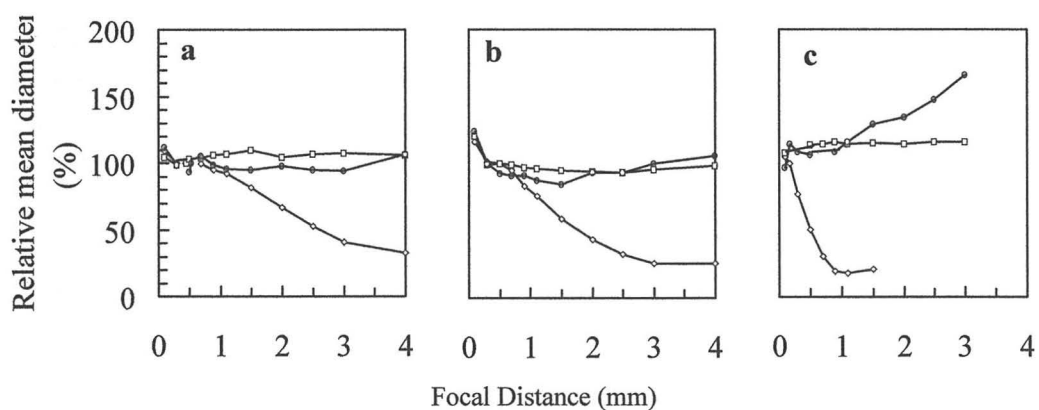 Relative mean diameter
(%)
200
150
100
50
0
a
b
c
0 1 2 3 4
0 1 2 3 4
0 1 2 3 4
Focal Distance (mm)